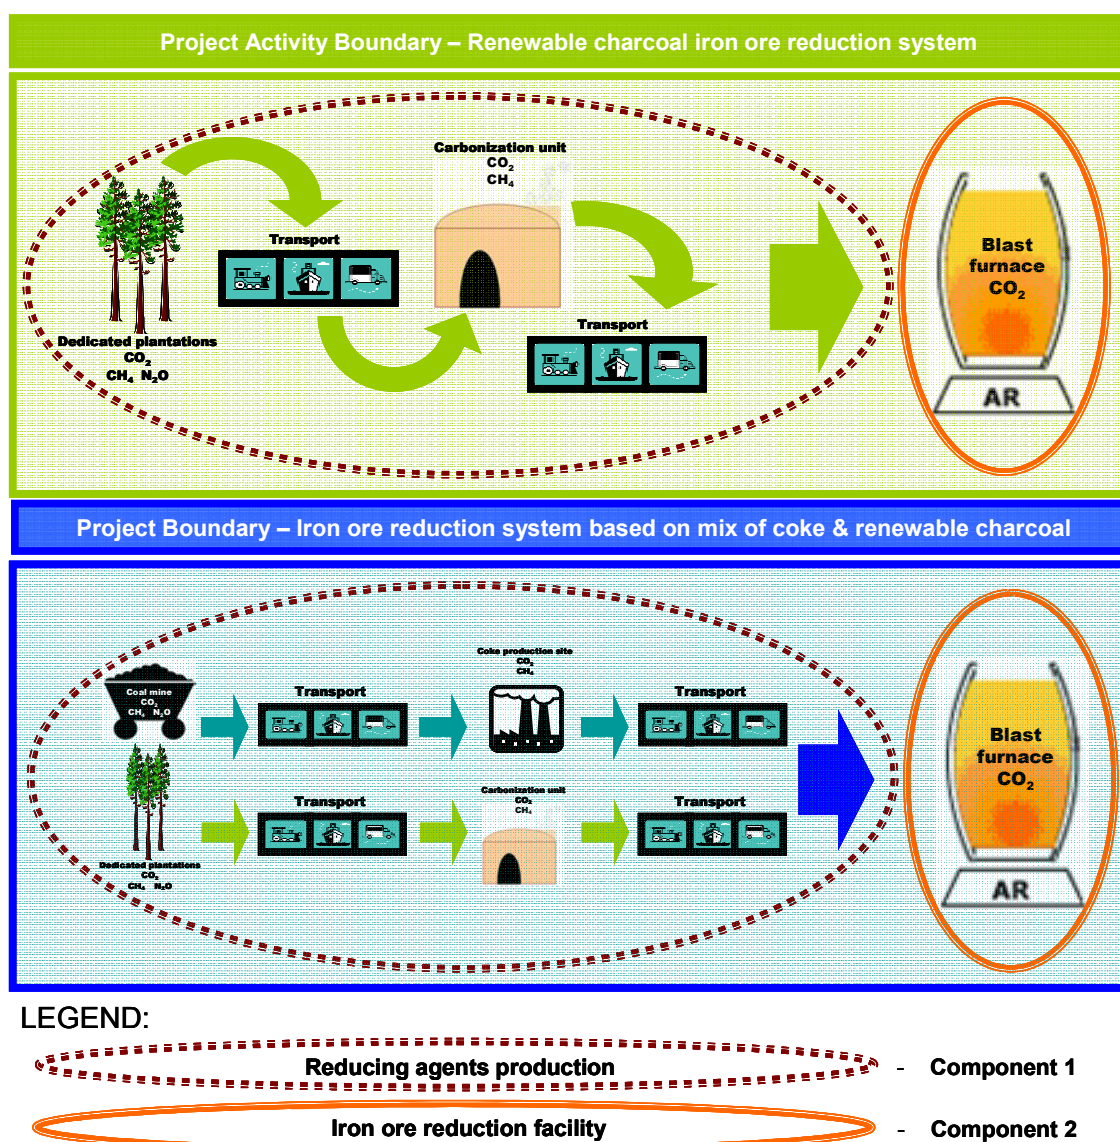 Project Activity Boundary – Renewable charcoal iron ore reduction system
Carbonization unit
CO₂
CH₄
Transport
Blast
furnace
CO₂
Transport
Dedicated plantations
CO₂
CH₄ N₂O
AR
Project Boundary – Iron ore reduction system based on mix of coke & renewable charcoal
Coke production site
CO₂
CH₄
Coal mine
CO₂
CH₄ N₂O
Transport
Transport
Blast
furnace
CO₂
Carbonization unit
CO₂
CH₄
Transport
Transport
Dedicated plantations
CO₂
CH₄ N₂O
AR
LEGEND:
Reducing agents production - Component 1
Iron ore reduction facility - Component 2